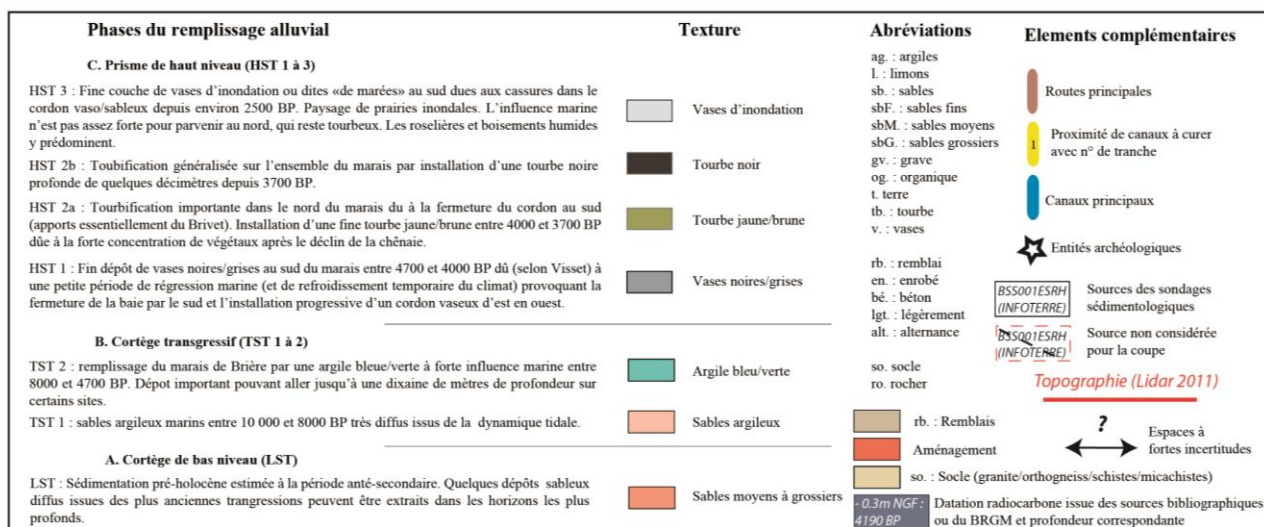 Phases du remplissage alluvial
C. Prisme de haut niveau (HST 1 à 3)
HST 3 : Fine couche de vases d'inondation ou dites «de marées» au sud dues aux cassures dans le
cordon vaso/sableux depuis environ 2500 BP. Paysage de prairies inondales. L'influence marine
n'est pas assez forte pour parvenir au nord, qui reste tourbeux. Les roselières et boisements humides
y prédominent.
HST 2b : Toubification généralisée sur l'ensemble du marais par installation d'une tourbe noire
profonde de quelques décimètres depuis 3700 BP.
HST 2a : Tourbification importante dans le nord du marais du à la fermeture du cordon au sud
(apports essentiellement du Brivet). Installation d'une fine tourbe jaune/brune entre 4000 et 3700 BP
dûe à la forte concentration de végétaux après le déclin de la chênaie.
HST 1 : Fin dépôt de vases noires/grises au sud du marais entre 4700 et 4000 BP dû (selon Visset) à
une petite période de régression marine (et de refroidissement temporaire du climat) provoquant la
fermeture de la baie par le sud et l'installation progressive d'un cordon vaseux d'est en ouest.
B. Cortège transgressif (TST 1 à 2)
TST 2 : remplissage du marais de Brière par une argile bleue/verte à forte influence marine entre
8000 et 4700 BP. Dépot important pouvant aller jusqu'à une dixaine de mètres de profondeur sur
certains sites.
TST 1 : sables argileux marins entre 10 000 et 8000 BP très diffus issus de la dynamique tidale.
A. Cortège de bas niveau (LST)
LST : Sédimentation pré-holocène estimée à la période anté-secondaire. Quelques dépôts sableux
diffus issues des plus anciennes trangressions peuvent être extraits dans les horizons les plus
profonds.
Texture
Vases d'inondation
Tourbe noir
Tourbe jaune/brune
Vases noires/grises
Argile bleu/verte
Sables argileux
Sables moyens à grossiers
Abréviations
ag. : argiles
l. : limons
sb. : sables
sbF. : sables fins
sbM. : sables moyens
sbG. : sables grossiers
gv. : grave
og. : organique
t. terre
tb. : tourbe
v. : vases
rb. : remblai
en. : enrobé
bé. : béton
lgt. : légèrement
alt. : alternance
so. socle
ro. rocher
rb. : Remblais
Aménagement
so. : Socle (granite/orthogneiss/schistes/micachistes)
- 0.3m NGF :
4190 BP
Datation radiocarbone issue des sources bibliographiques
ou du BRGM et profondeur correspondante
Elements complémentaires
Routes principales
1
Proximité de canaux à curer
avec n° de tranche
Canaux principaux
Entités archéologiques
BSS001ESRH
(INFOTERRE)
Sources des sondages
sédimentologiques
BSS001ESRH
(INFOTERRE)
Source non considérée
pour la coupe
Topographie (Lidar 2011)
?
Espaces à
fortes incertitudes